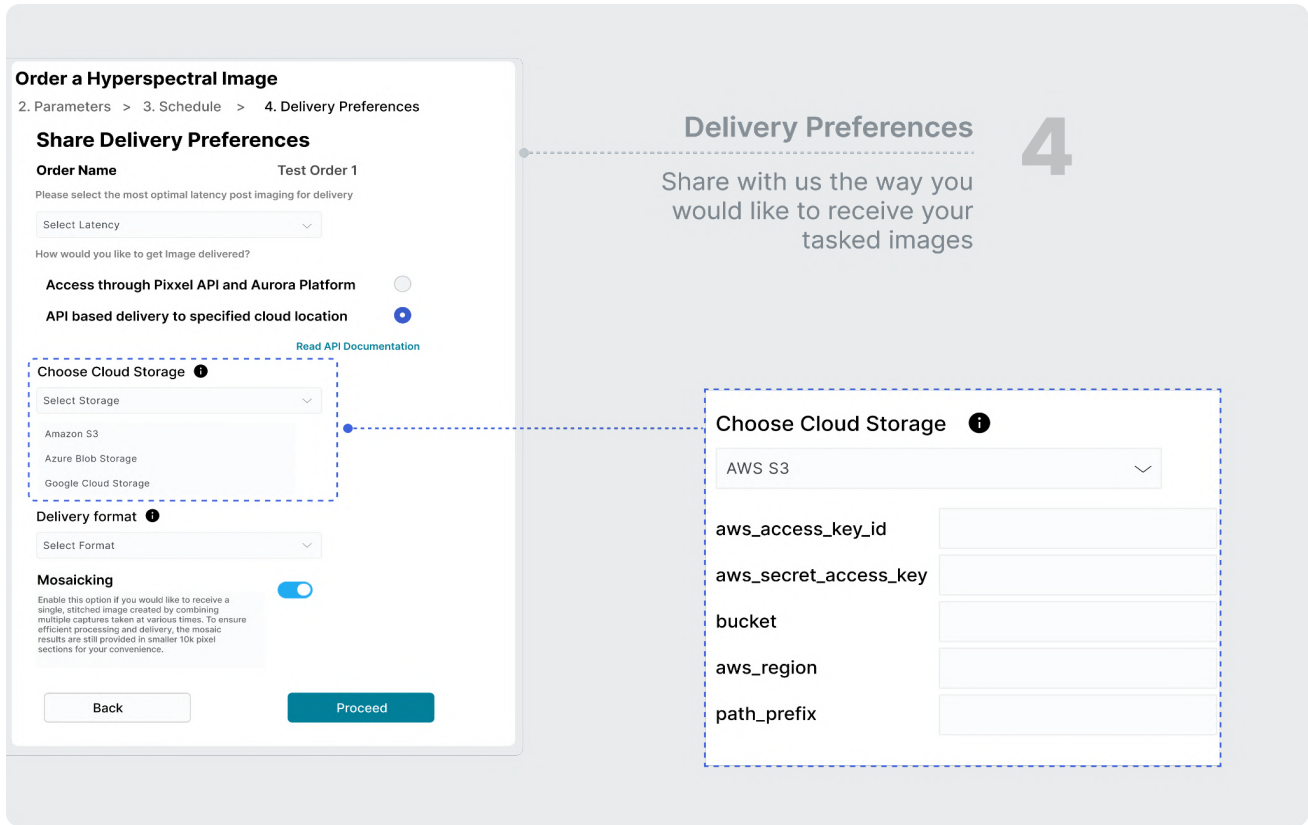 Order a Hyperspectral Image
2. Parameters > 3. Schedule > 4. Delivery Preferences
Share Delivery Preferences
Order Name Test Order 1
Please select the most optimal latency post imaging for delivery
Select Latency
How would you like to get Image delivered?
Access through Pixxel API and Aurora Platform
API based delivery to specified cloud location
Read API Documentation
Choose Cloud Storage i
Select Storage
Amazon S3
Azure Blob Storage
Google Cloud Storage
Delivery format i
Select Format
Mosaicking
Enable this option if you would like to receive a
single, stitched image created by combining
multiple captures taken at various times. To ensure
efficient processing and delivery, the mosaic
results are still provided in smaller 10k pixel
sections for your convenience.
Back Proceed
Delivery Preferences
4
Share with us the way you
would like to receive your
tasked images
Choose Cloud Storage i
AWS S3
aws_access_key_id
aws_secret_access_key
bucket
aws_region
path_prefix